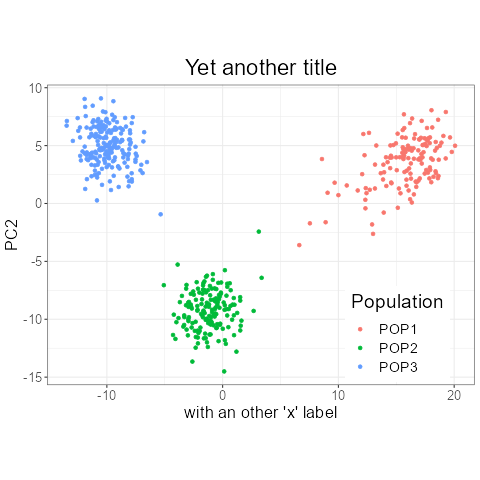 Yet another title
PC2
10
5
0
-5
-10
-15
Population
POP1
POP2
POP3
-10
0
10
20
with an other 'x' label